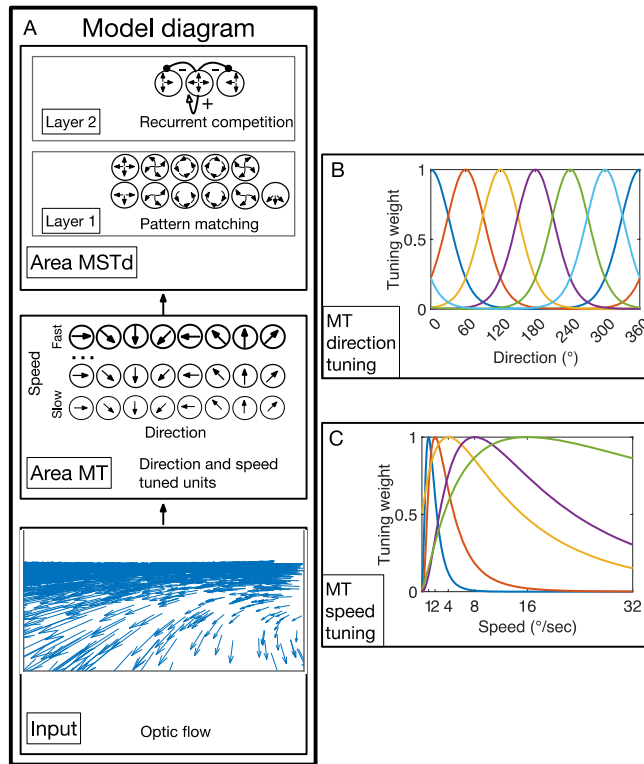 A
Model diagram
−
−
+
Layer 2
Recurrent competition
Layer 1
Pattern matching
Area MSTd
Fast
Speed
Slow
Direction
Area MT
Direction and speed
tuned units
Input
Optic flow
B
1
0.5
0
Tuning weight
0
60
120
180
240
300
360
Direction (°)
MT
direction
tuning
C
1
0.5
0
Tuning weight
1 2 4 8 16 32
Speed (°/sec)
MT
speed
tuning